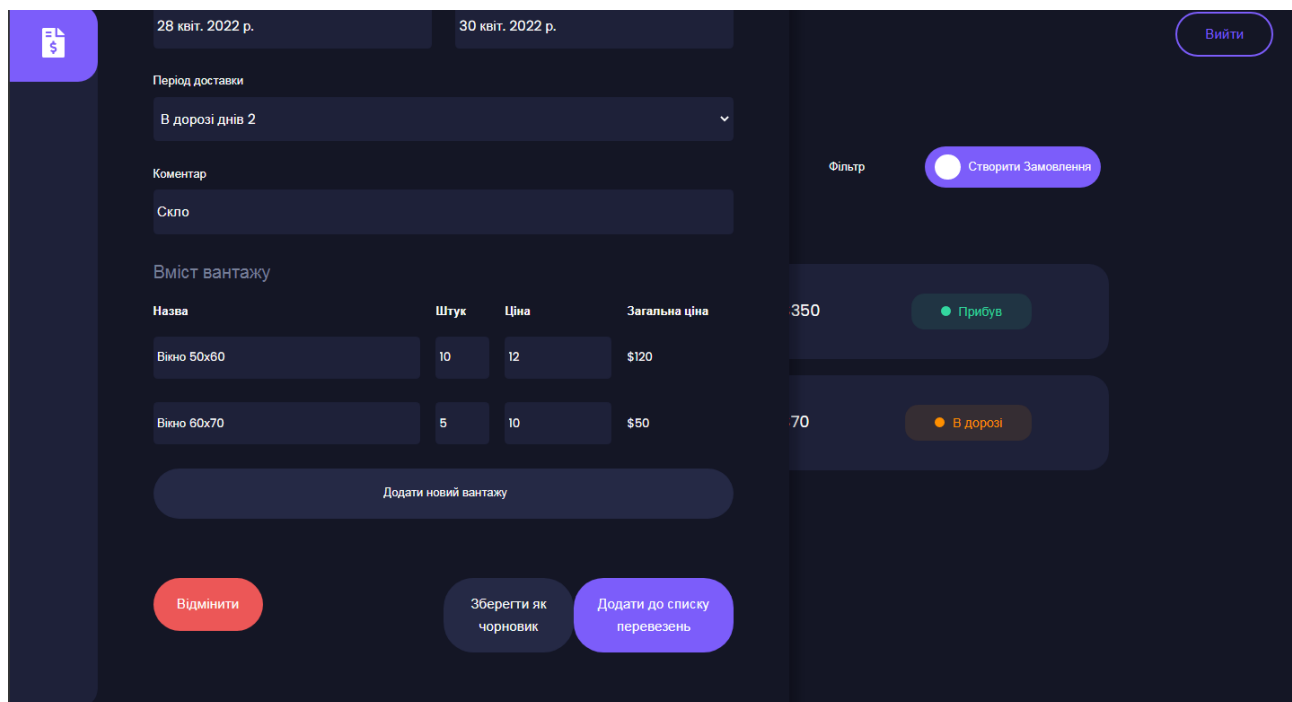 28 квіт. 2022 р. 30 квіт. 2022 р.
Вийти
Період доставки
В дорозі днів 2
Фільтр Створити Замовлення
Коментар
Скло
Вміст вантажу
Назва Штук Ціна Загальна ціна
Вікно 50x60 10 12 $120
Вікно 60x70 5 10 $50
Додати новий вантажу
350 Прибув
70 В дорозі
Відмінити
Зберегти як
чорновик
Додати до списку
перевезень